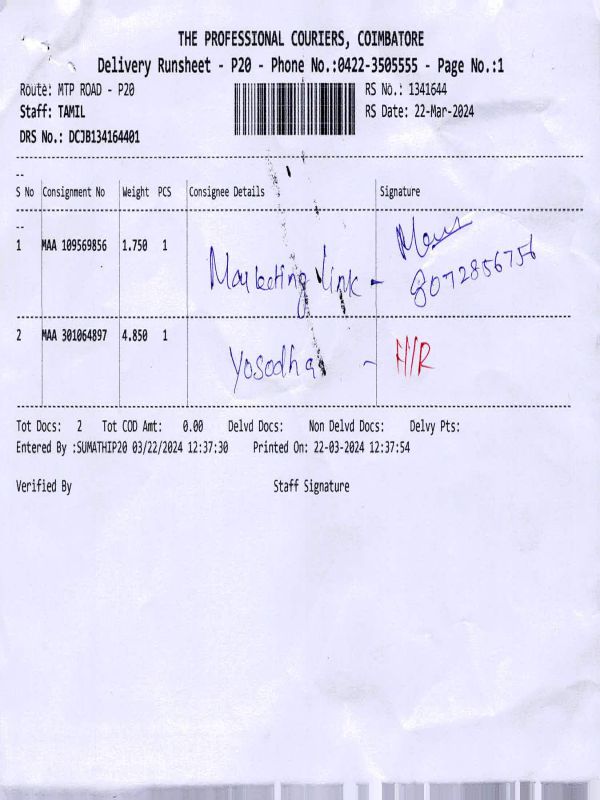 THE PROFESSIONAL COURIERS, COIMBATORE
Delivery Runsheet - P20 - Phone No.:0422-3505555 - Page No.:1
Route: MTP ROAD - P20 RS No.: 1341644
Staff: TAMIL RS Date: 22-Mar-2024
DRS No.: DCJB134164401
--
S No Consignment No Weight PCS Consignee Details Signature
--
1 MAA 109569856 1.750 1 Marketing link - 8072856756
2 MAA 301064897 4.850 1 Yosodha - H/R
Tot Docs: 2 Tot COD Amt: 0.00 Delvd Docs: Non Delvd Docs: Delvy Pts:
Entered By :SUMATHIP20 03/22/2024 12:37:30 Printed On: 22-03-2024 12:37:54
Verified By Staff Signature